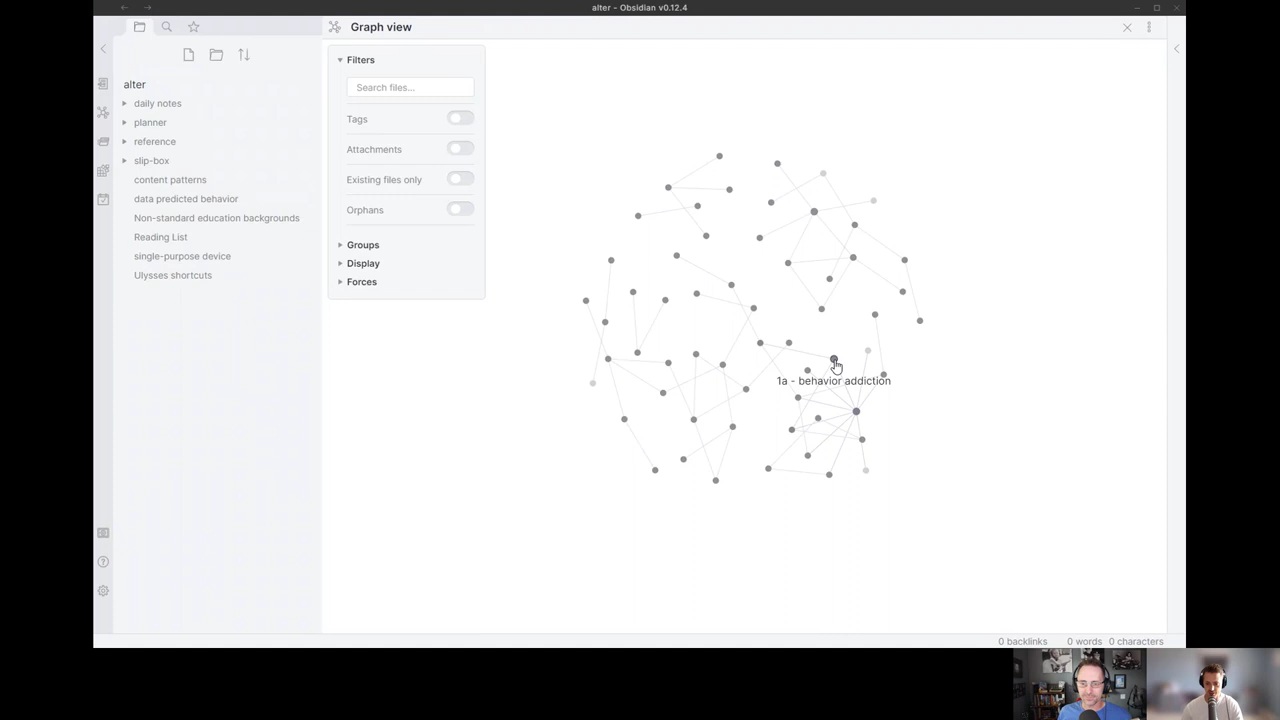 alter - Obsidian v0.12.4
Graph view
Filters
Search files...
Tags
Attachments
Existing files only
Orphans
Groups
Display
Forces
alter
daily notes
planner
reference
slip-box
content patterns
data predicted behavior
Non-standard education backgrounds
Reading List
single-purpose device
Ulysses shortcuts
1a - behavior addiction
0 backlinks 0 words 0 characters